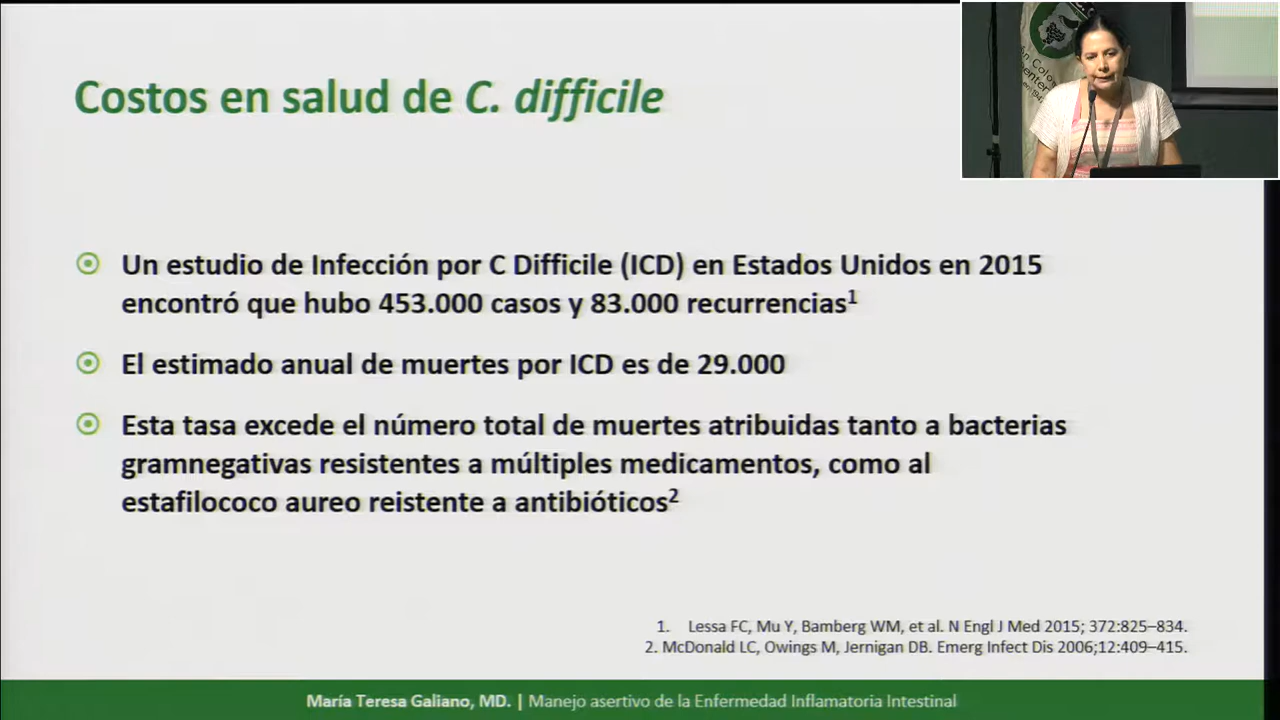 Costos en salud de C. difficile
Un estudio de Infección por C Difficile (ICD) en Estados Unidos en 2015
encontró que hubo 453.000 casos y 83.000 recurrencias1
El estimado anual de muertes por ICD es de 29.000
Esta tasa excede el número total de muertes atribuidas tanto a bacterias
gramnegativas resistentes a múltiples medicamentos, como al
estafilococo aureo reistente a antibióticos2
1. Lessa FC, Mu Y, Bamberg WM, et al. N Engl J Med 2015; 372:825–834.
2. McDonald LC, Owings M, Jernigan DB. Emerg Infect Dis 2006;12:409–415.
María Teresa Galiano, MD. | Manejo asertivo de la Enfermedad Inflamatoria Intestinal